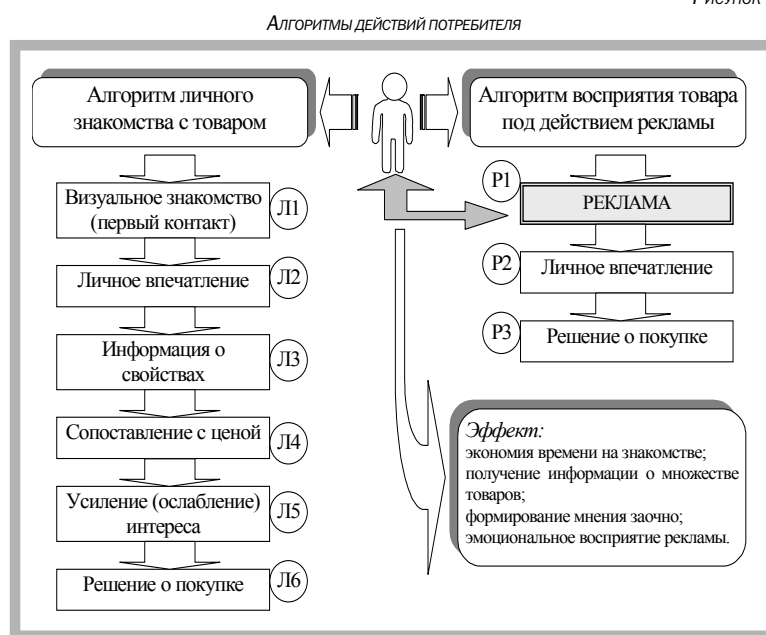 Рисунок
Алгоритмы действий потребителя
Алгоритм личного
знакомства с товаром
Визуальное знакомство
(первый контакт)
Л1
Личное впечатление
Л2
Информация о
свойствах
Л3
Сопоставление с ценой
Л4
Усиление (ослабление)
интереса
Л5
Решение о покупке
Л6
Алгоритм восприятия товара
под действием рекламы
Р1
РЕКЛАМА
Р2
Личное впечатление
Р3
Решение о покупке
Эффект:
экономия времени на знакомстве;
получение информации о множестве
товаров;
формирование мнения заочно;
эмоциональное восприятие рекламы.